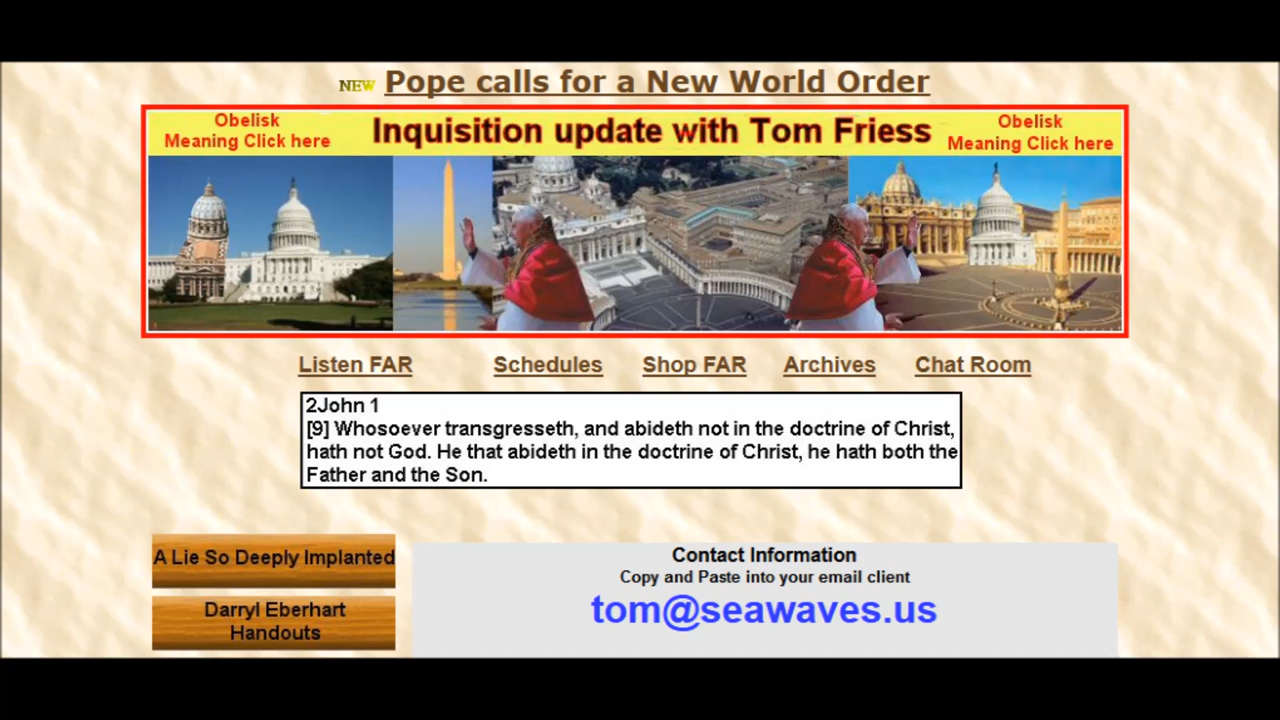 NEW Pope calls for a New World Order
Obelisk
Meaning Click here
Inquisition update with Tom Friess
Obelisk
Meaning Click here
Listen FAR Schedules Shop FAR Archives Chat Room
2John 1
[9] Whosoever transgresseth, and abideth not in the doctrine of Christ,
hath not God. He that abideth in the doctrine of Christ, he hath both the
Father and the Son.
A Lie So Deeply Implanted
Darryl Eberhart
Handouts
Contact Information
Copy and Paste into your email client
tom@seawaves.us